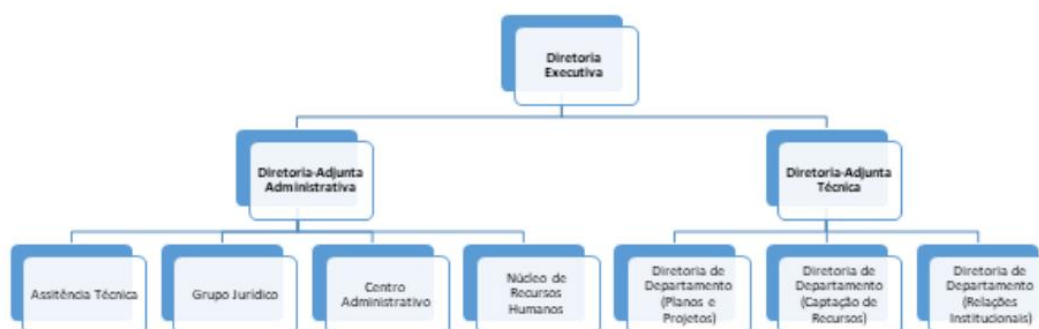 Diretoria
Executiva
Diretoria-Adjunta
Administrativa
Diretoria-Adjunta
Técnica
Assitência Técnica
Grupo Jurídico
Centro
Administrativo
Núcleo de
Recursos
Humanos
Diretoria de
Departamento
(Planos e
Projetos)
Diretoria de
Departamento
(Captação de
Recursos)
Diretoria de
Departamento
(Relações
Institucionais)